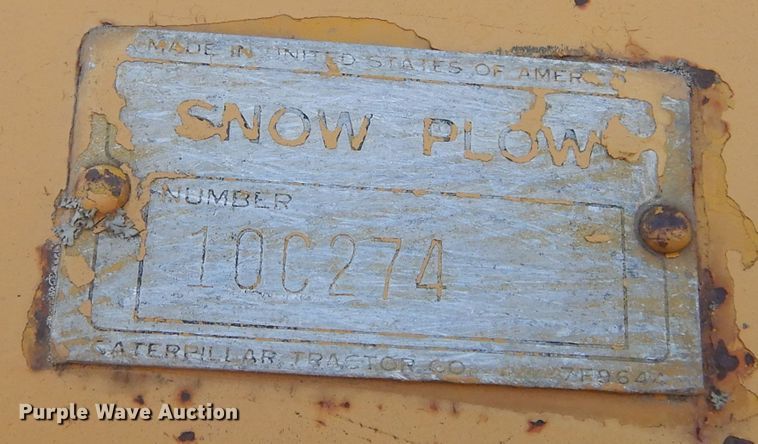 MADE IN UNITED STATES OF AMER
SNOW PLOW
NUMBER
10C274
CATERPILLAR TRACTOR CO.
Purple Wave Auction